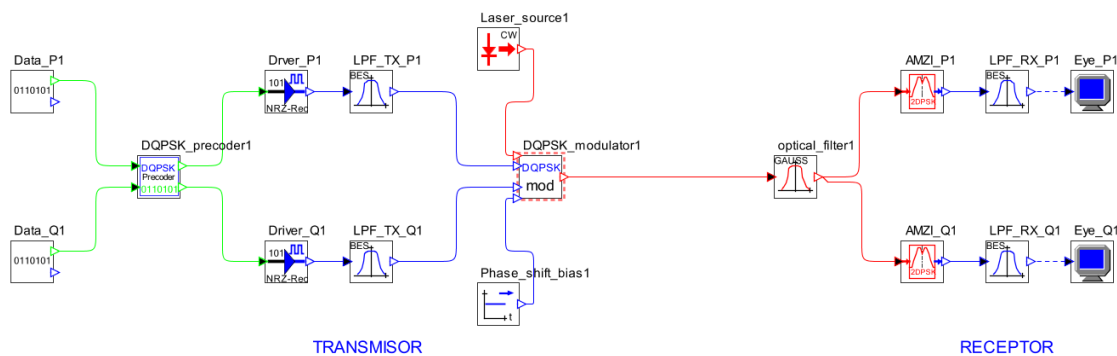 Laser_source1
CW
Data_P1
0110101
Drver_P1
101
NRZ-Rec
LPF_TX_P1
BES
AMZI_P1
2DPSK
LPF_RX_P1
BES
Eye_P1
DQPSK_precoder1
DQPSK
Precoder
0110101
DQPSK_modulator1
DQPSK
mod
optical_filter1
GAUSS
Data_Q1
0110101
Driver_Q1
101
NRZ-Rec
LPF_TX_Q1
BES
AMZI_Q1
2DPSK
LPF_RX_Q1
BES
Eye_Q1
Phase_shift_bias1
t
TRANSMISOR
RECEPTOR